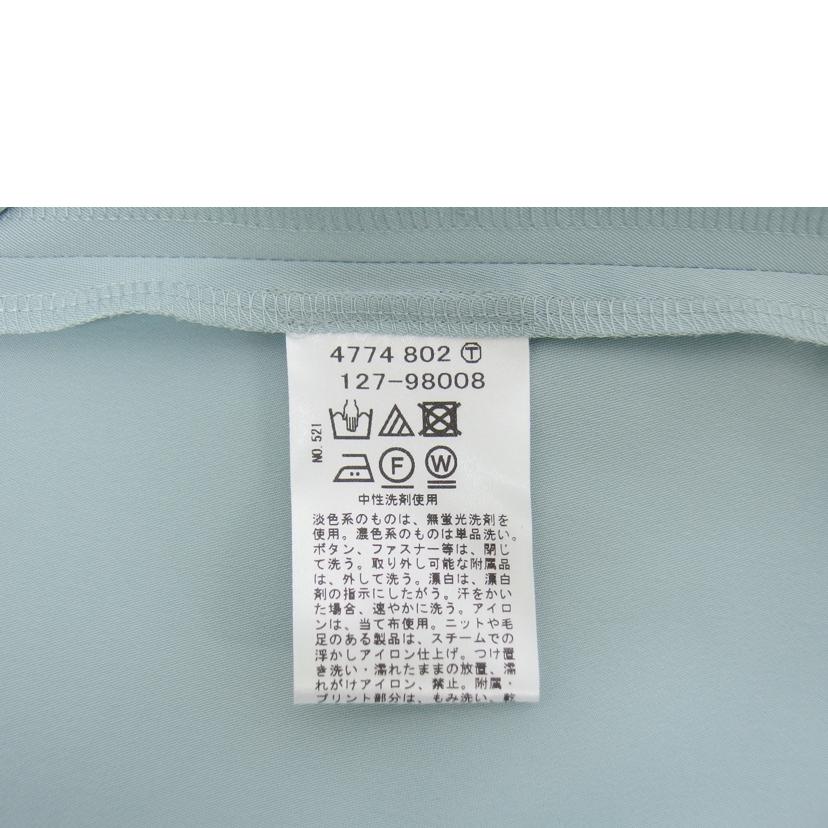 4774 802 Ⓣ
127-98008
NO.521
F W
中性洗剤使用
淡色系のものは、無蛍光洗剤を
使用。濃色系のものは単品洗い。
ボタン、ファスナー等は、閉じ
て洗う。取り外し可能な附属品
は、外して洗う。漂白は、漂白
剤の指示にしたがう。汗をかい
た場合、速やかに洗う。アイロ
ンは、当て布使用。ニットや毛
足のある製品は、スチームでの
浮かしアイロン仕上げ。つけ置
き洗い・濡れたままの放置、濡
れがけアイロン、禁止。附属・
プリント部分は、もみ洗い、乾